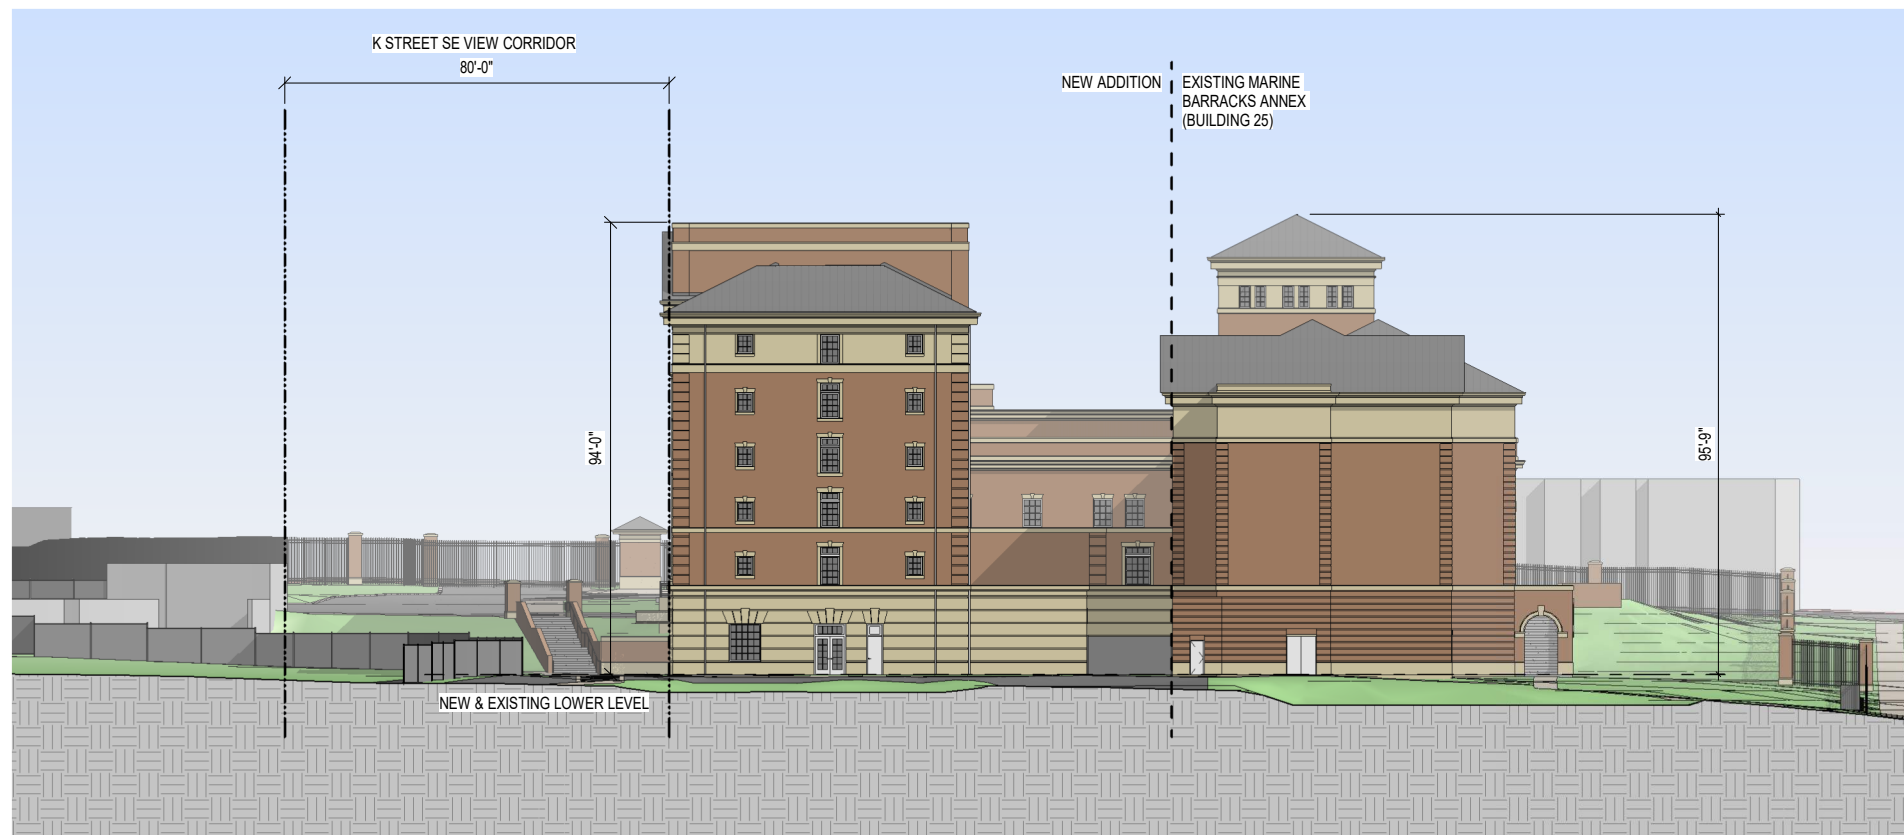 K STREET SE VIEW CORRIDOR
80'-0"
NEW ADDITION
EXISTING MARINE
BARRACKS ANNEX
(BUILDING 25)
94'-0"
95'-9"
NEW & EXISTING LOWER LEVEL